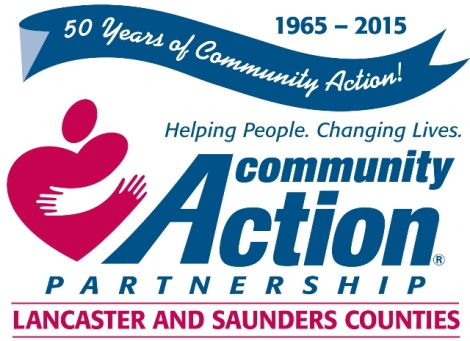 1965 – 2015
50 Years of Community Action!
Helping People. Changing Lives.
community
Action®
PARTNERSHIP
LANCASTER AND SAUNDERS COUNTIES